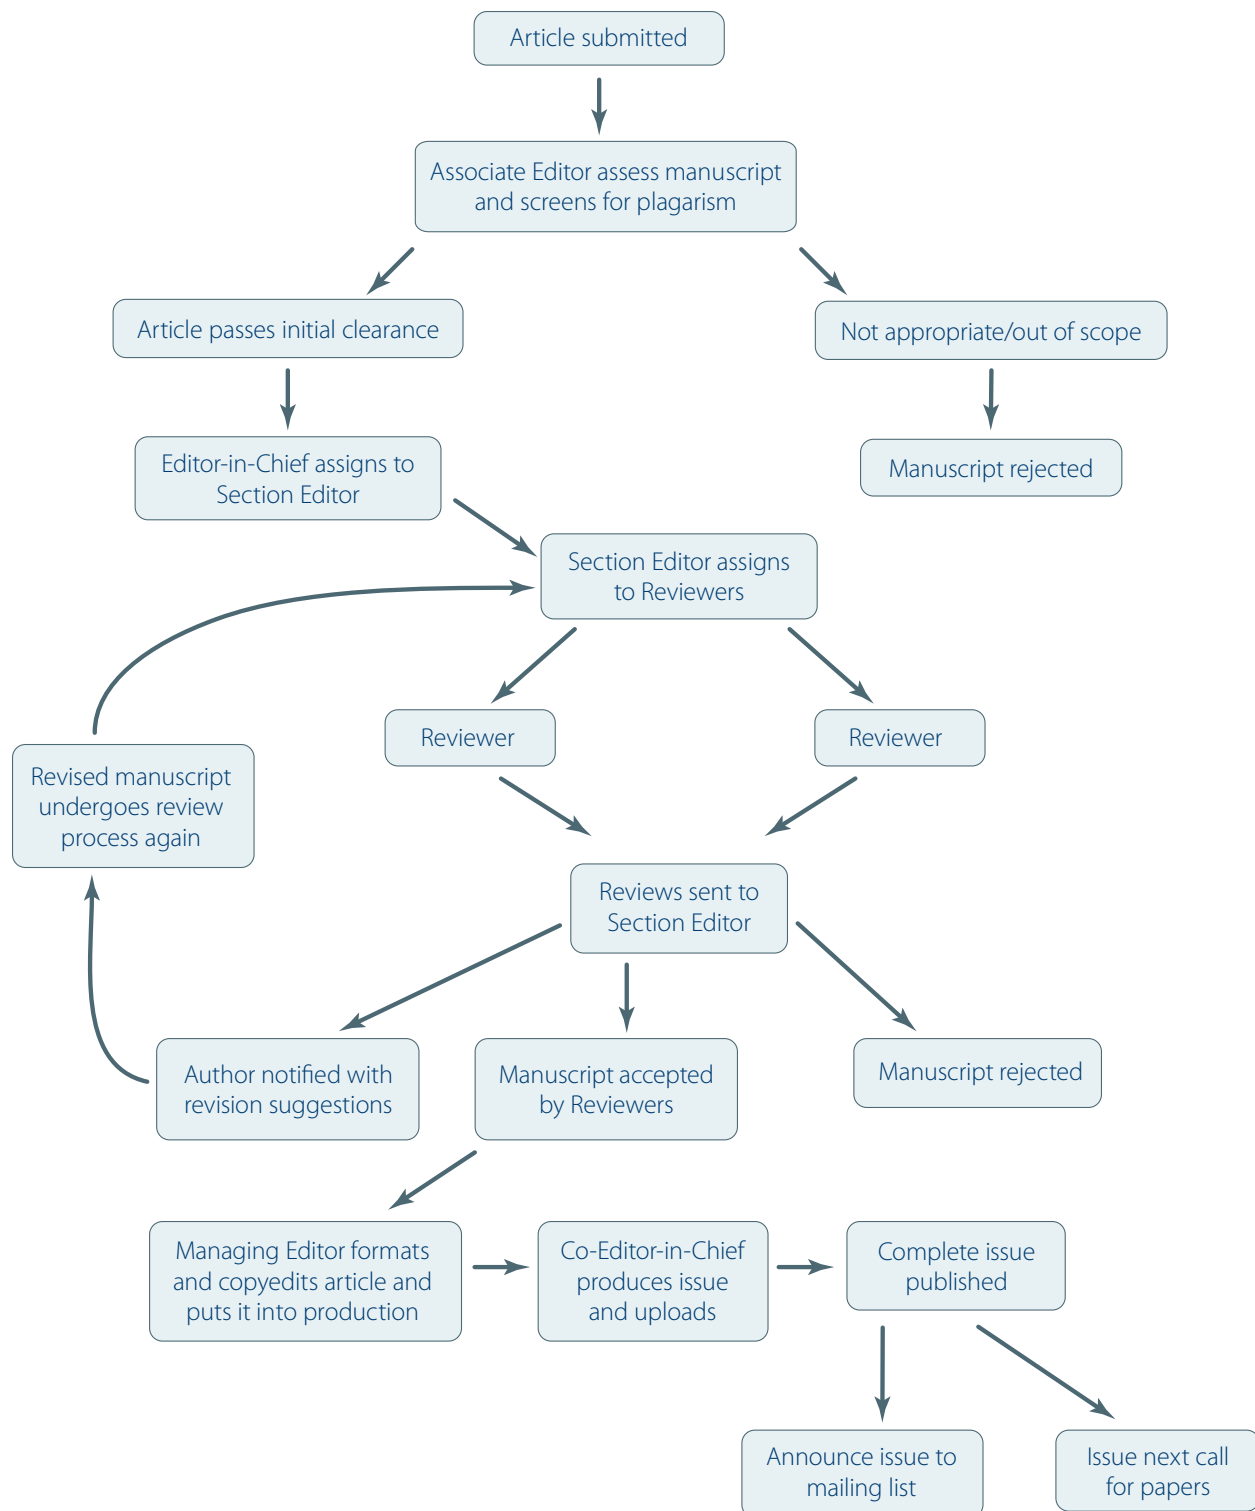 Article submitted
Associate Editor assess manuscript
and screens for plagarism
Article passes initial clearance
Not appropriate/out of scope
Editor-in-Chief assigns to
Section Editor
Manuscript rejected
Section Editor assigns
to Reviewers
Reviewer
Reviewer
Revised manuscript
undergoes review
process again
Reviews sent to
Section Editor
Author notified with
revision suggestions
Manuscript accepted
by Reviewers
Manuscript rejected
Managing Editor formats
and copyedits article and
puts it into production
Co-Editor-in-Chief
produces issue
and uploads
Complete issue
published
Announce issue to
mailing list
Issue next call
for papers